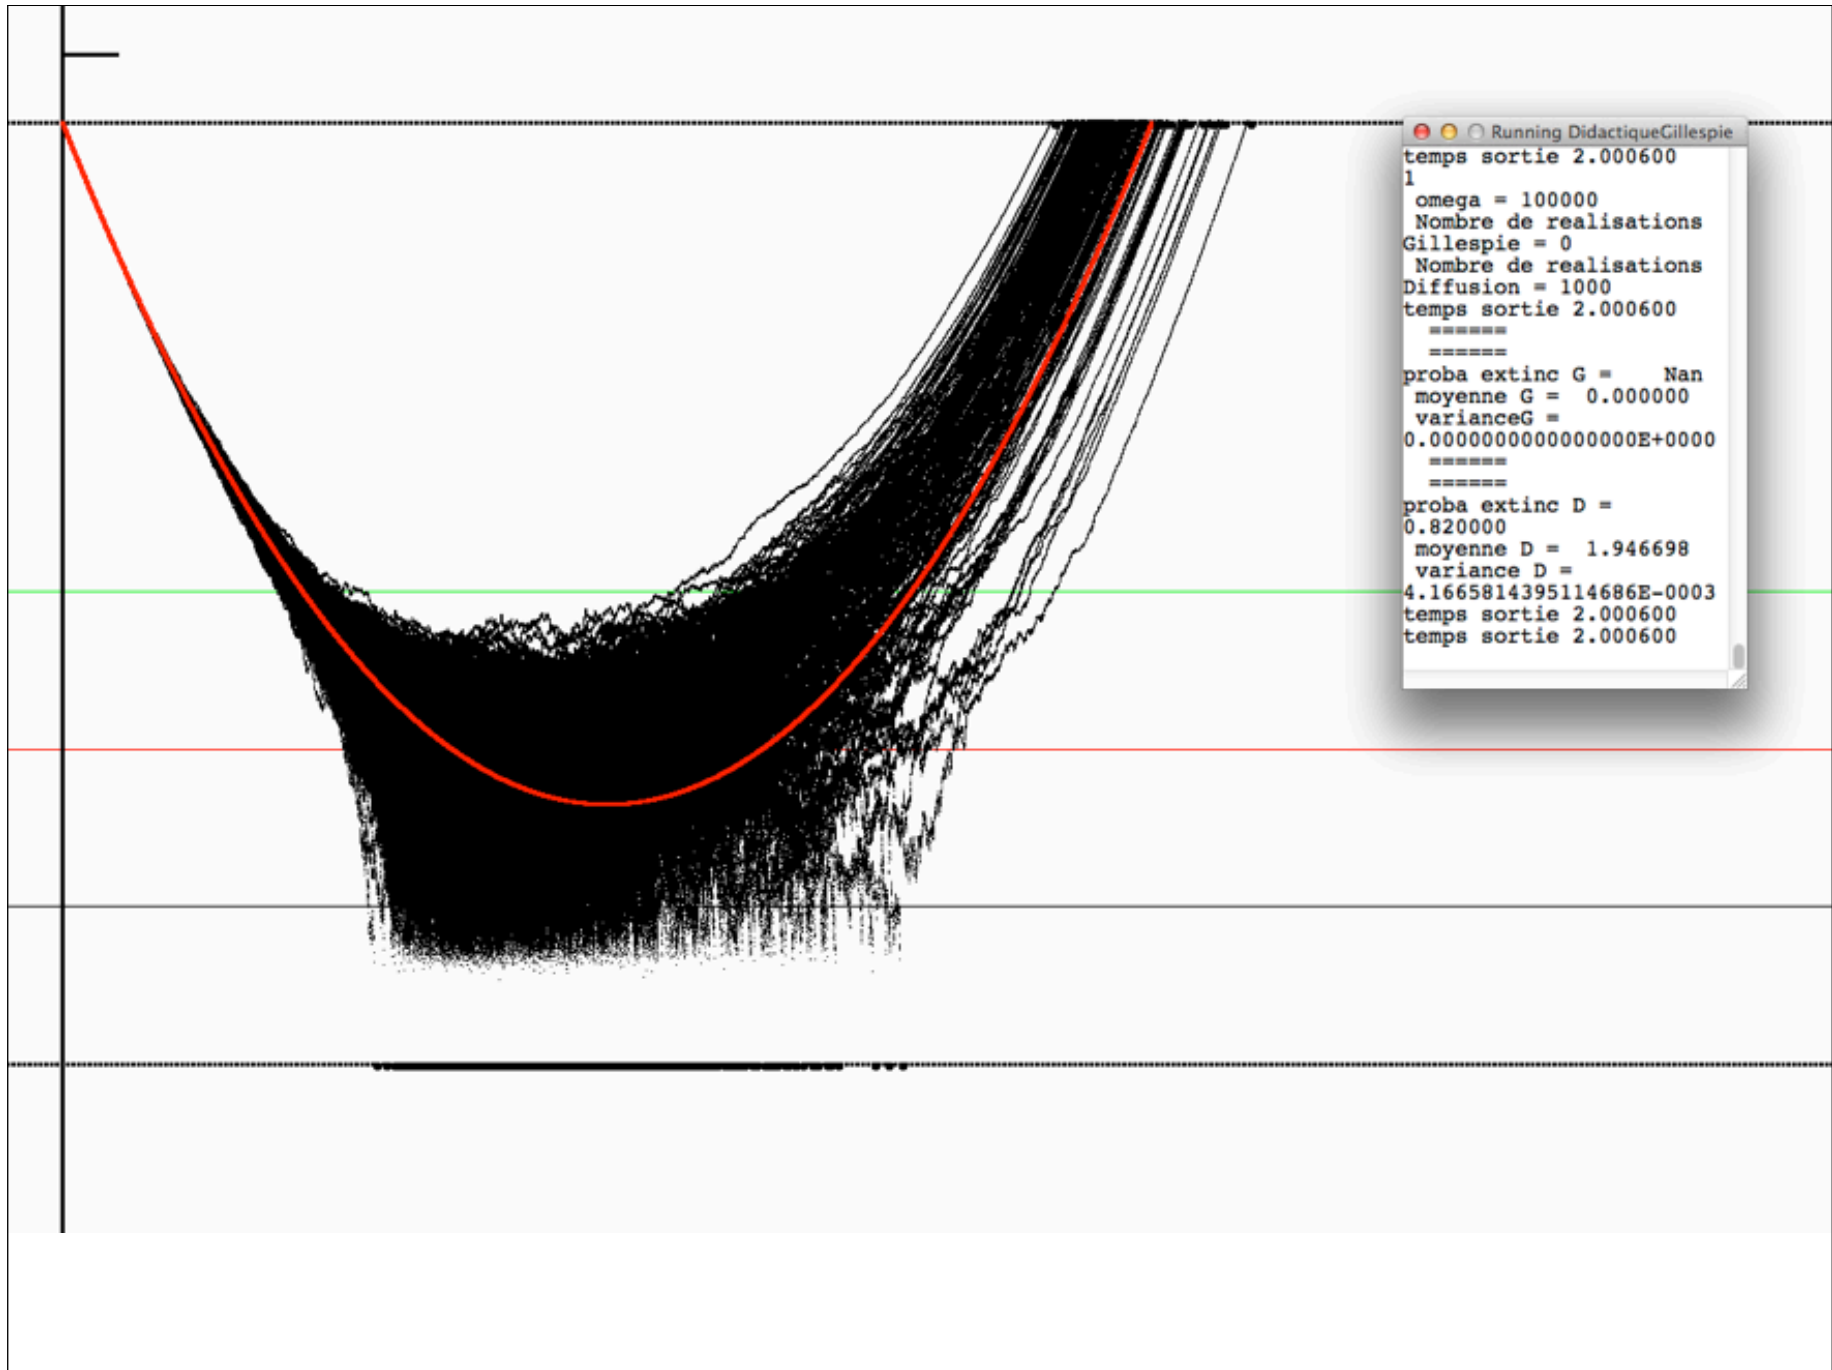 Running DidactiqueGillespie
temps sortie 2.000600
1
omega = 100000
Nombre de realisations
Gillespie = 0
Nombre de realisations
Diffusion = 1000
temps sortie 2.000600
======
======
proba extinc G =    Nan
moyenne G =  0.000000
varianceG =
0.0000000000000000E+0000
======
======
proba extinc D =
0.820000
moyenne D =  1.946698
variance D =
4.1665814395114686E-0003
temps sortie 2.000600
temps sortie 2.000600